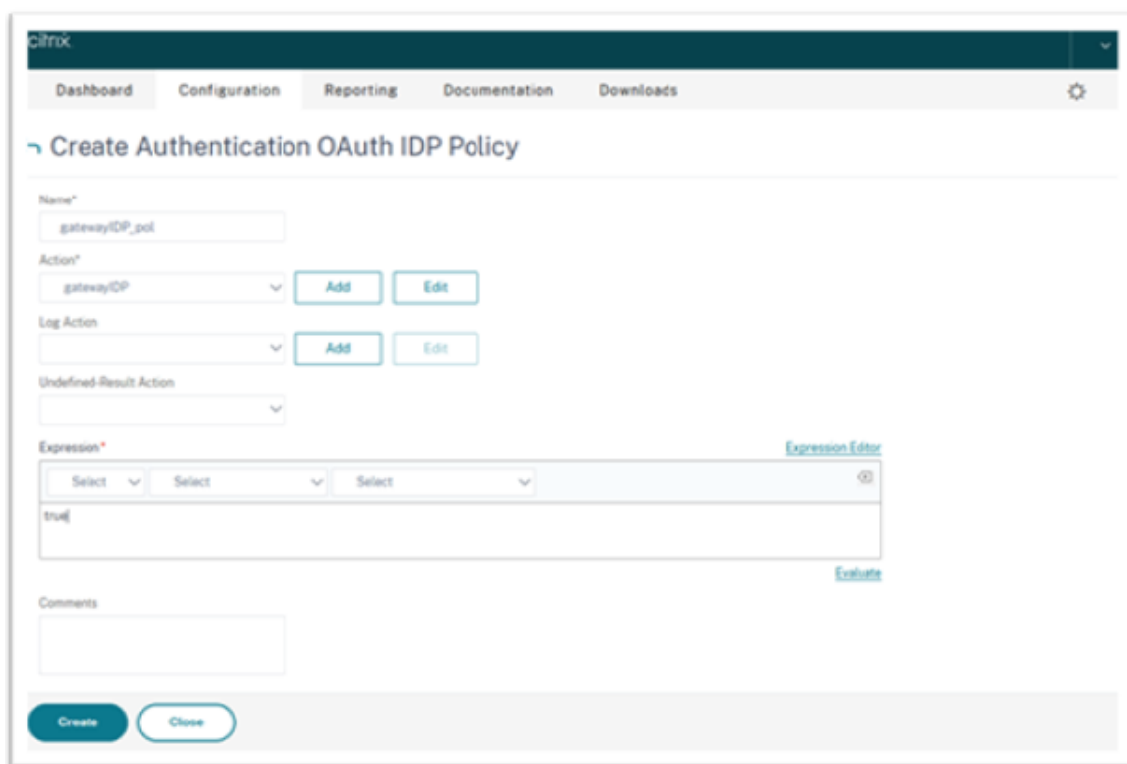 citrix
Dashboard Configuration Reporting Documentation Downloads
Create Authentication OAuth IDP Policy
Name*
gatewayIDP_pol
Action*
gatewayIDP Add Edit
Log Action
Add Edit
Undefined-Result Action
Expression* Expression Editor
Select Select Select
true
Evaluate
Comments
Create Close